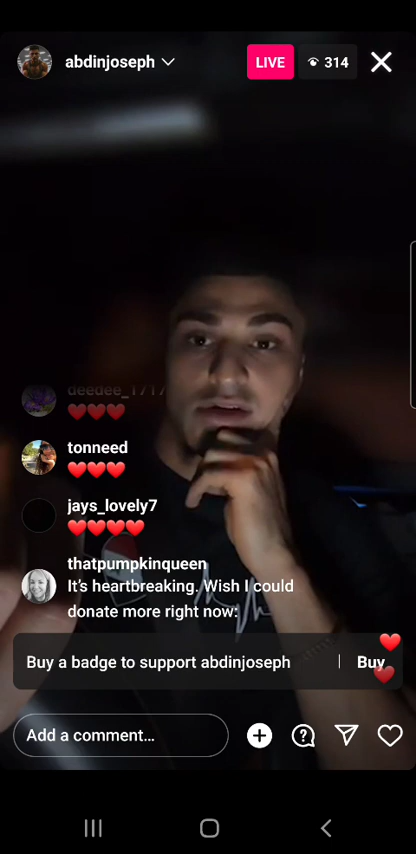 abdinjoseph
LIVE
314
deedee_1717
tonneed
❤️❤️❤️
jays_lovely7
❤️❤️❤️❤️
thatpumpkinqueen
It's heartbreaking. Wish I could
donate more right now:
Buy a badge to support abdinjoseph | Buy
Add a comment...